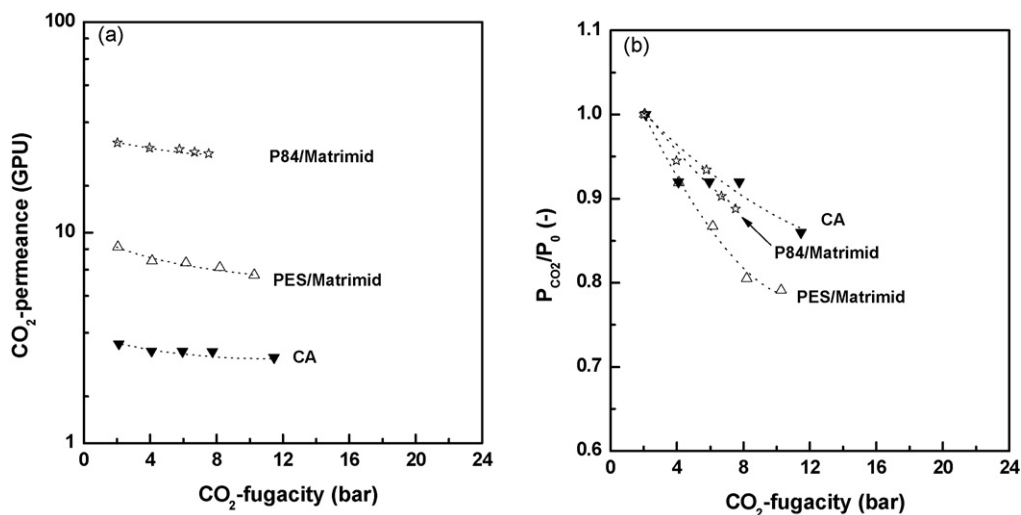 (a)
100
10
1
CO₂-permeance (GPU)
P84/Matrimid
PES/Matrimid
CA
0 4 8 12 16 20 24
CO₂-fugacity (bar)
(b)
1.1
1.0
0.9
0.8
0.7
0.6
P_CO2/P_0 (-)
CA
P84/Matrimid
PES/Matrimid
0 4 8 12 16 20 24
CO₂-fugacity (bar)